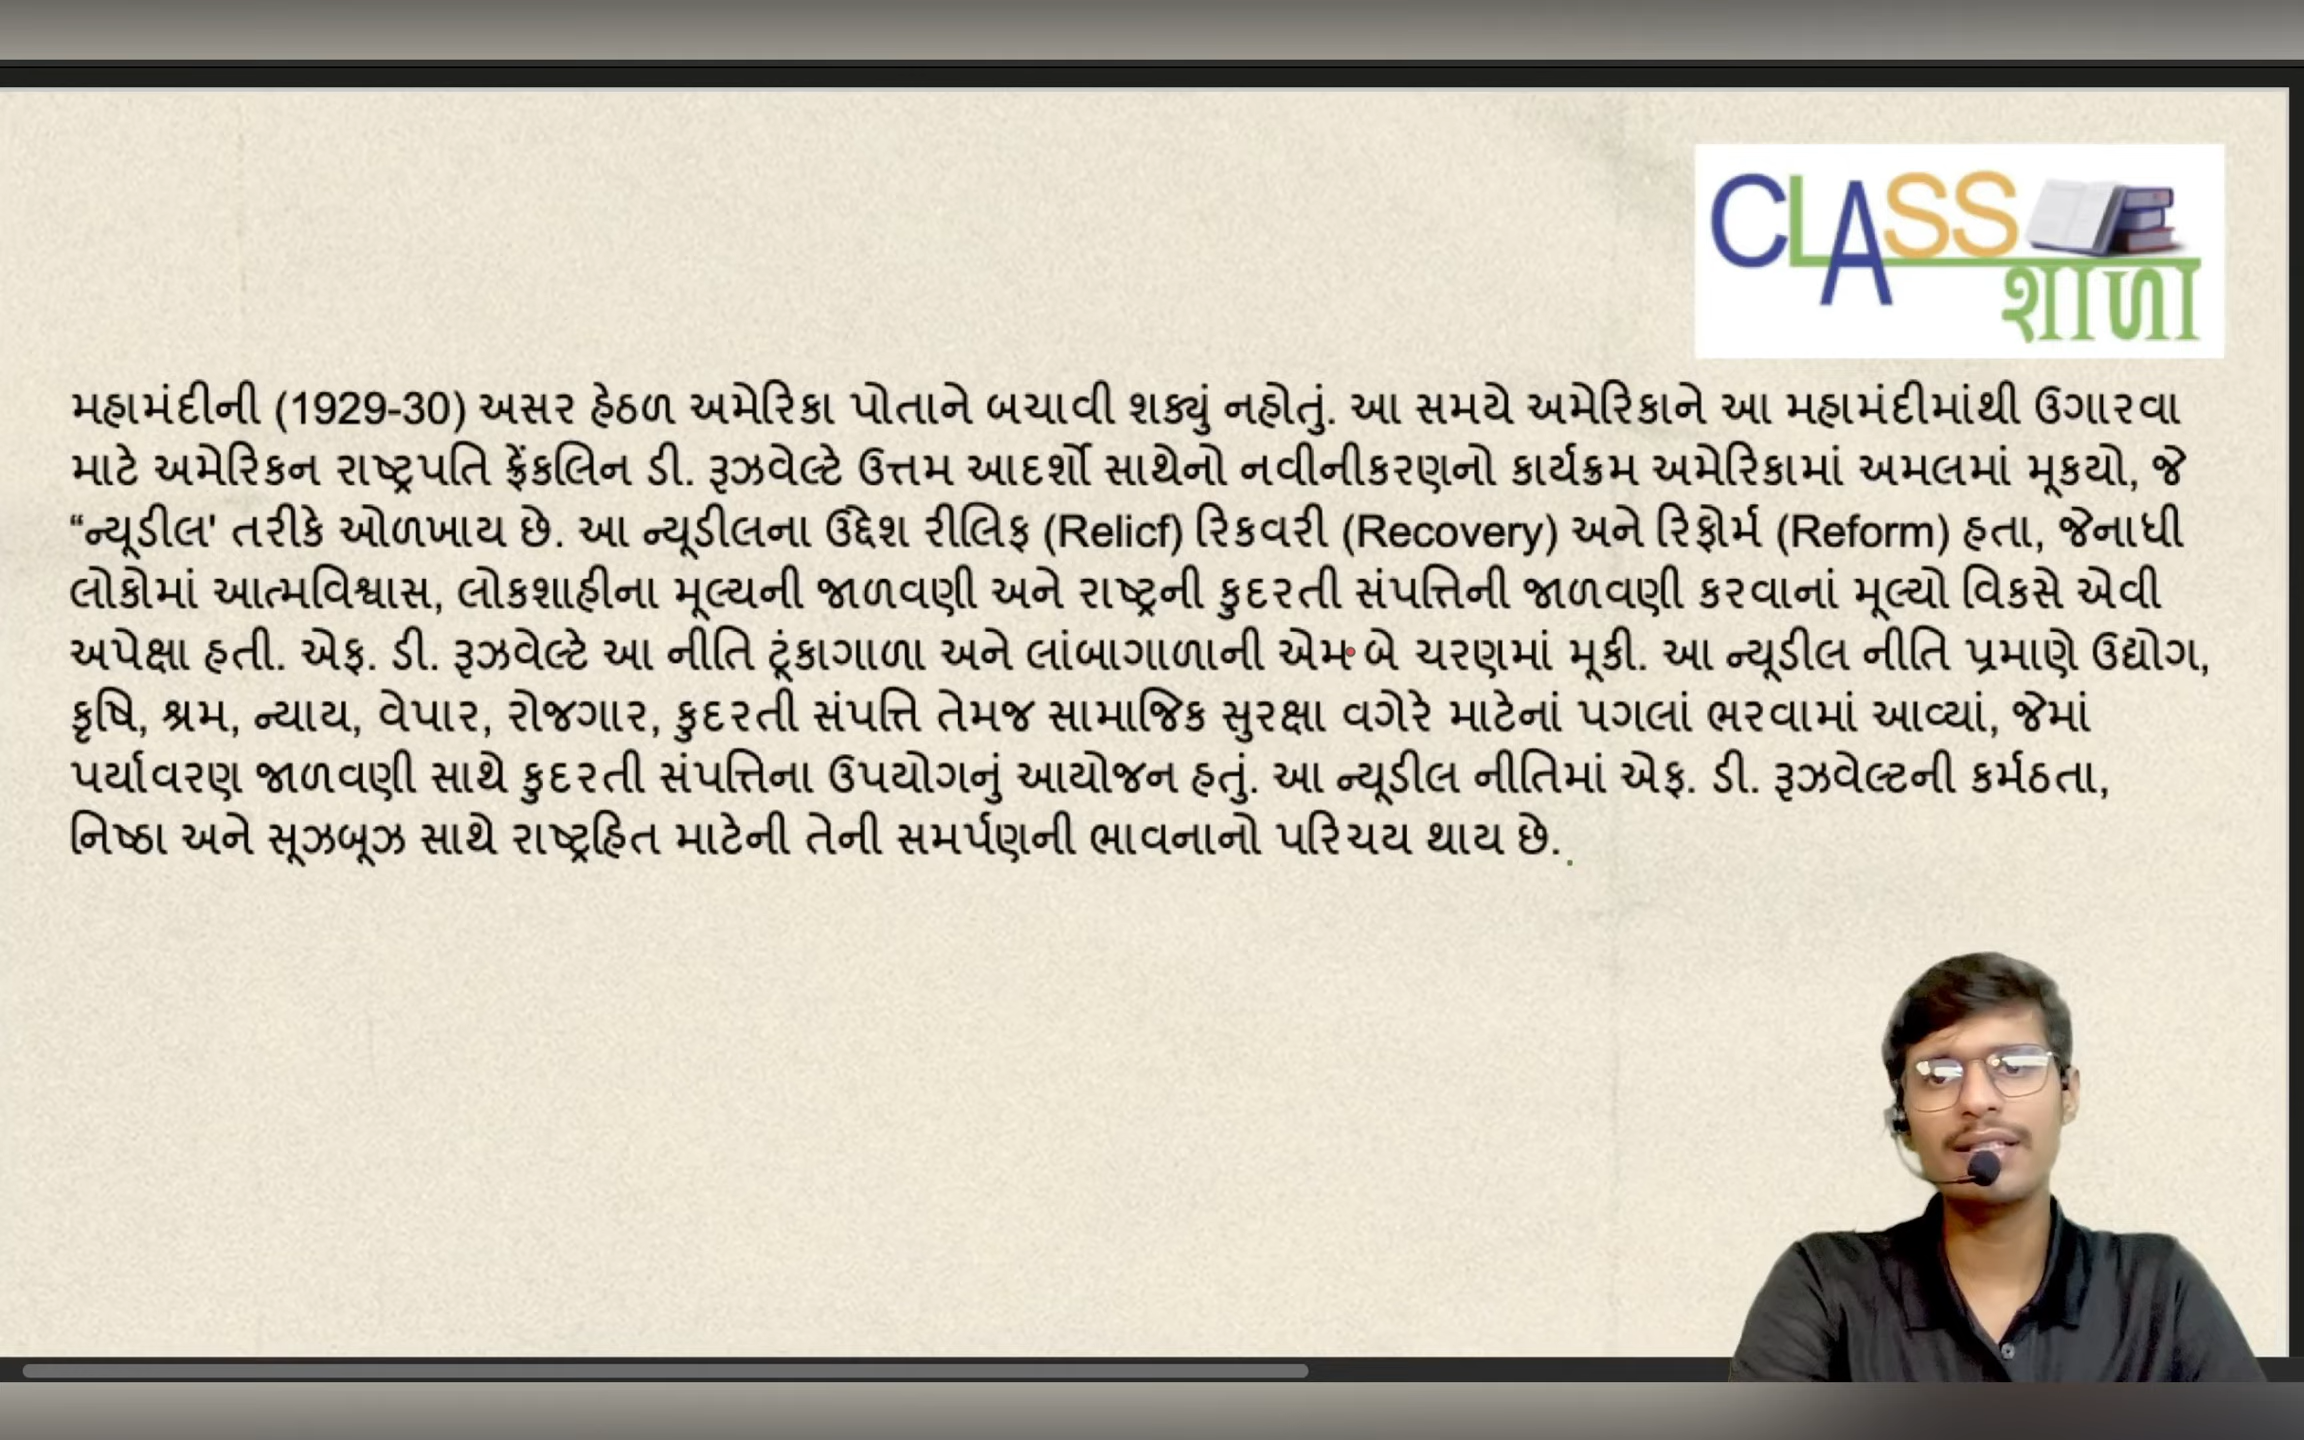 CLASS
શાળા
મહામંદીની (1929-30) અસર હેઠળ અમેરિકા પોતાને બચાવી શક્યું નહોતું. આ સમયે અમેરિકાને આ મહામંદીમાંથી ઉગારવા
માટે અમેરિકન રાષ્ટ્રપતિ ફ્રેંકલિન ડી. રૂઝવેલ્ટે ઉત્તમ આદર્શો સાથેનો નવીનીકરણનો કાર્યક્રમ અમેરિકામાં અમલમાં મૂકયો, જે
“ન્યૂડીલ' તરીકે ઓળખાય છે. આ ન્યૂડીલના ઉદ્દેશ રીલિફ (Relicf) રિકવરી (Recovery) અને રિફોર્મ (Reform) હતા, જેનાધી
લોકોમાં આત્મવિશ્વાસ, લોકશાહીના મૂલ્યની જાળવણી અને રાષ્ટ્રની કુદરતી સંપત્તિની જાળવણી કરવાનાં મૂલ્યો વિકસે એવી
અપેક્ષા હતી. એફ. ડી. રૂઝવેલ્ટે આ નીતિ ટૂંકાગાળા અને લાંબાગાળાની એમ બે ચરણમાં મૂકી. આ ન્યૂડીલ નીતિ પ્રમાણે ઉદ્યોગ,
કૃષિ, શ્રમ, ન્યાય, વેપાર, રોજગાર, કુદરતી સંપત્તિ તેમજ સામાજિક સુરક્ષા વગેરે માટેનાં પગલાં ભરવામાં આવ્યાં, જેમાં
પર્યાવરણ જાળવણી સાથે કુદરતી સંપત્તિના ઉપયોગનું આયોજન હતું. આ ન્યૂડીલ નીતિમાં એફ. ડી. રૂઝવેલ્ટની કર્મઠતા,
નિષ્ઠા અને સૂઝબૂઝ સાથે રાષ્ટ્રહિત માટેની તેની સમર્પણની ભાવનાનો પરિચય થાય છે.